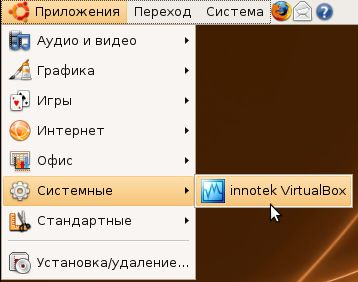 Приложения Переход Система
Аудио и видео
Графика
Игры
Интернет
Офис
Системные
innotek VirtualBox
Стандартные
Установка/удаление...